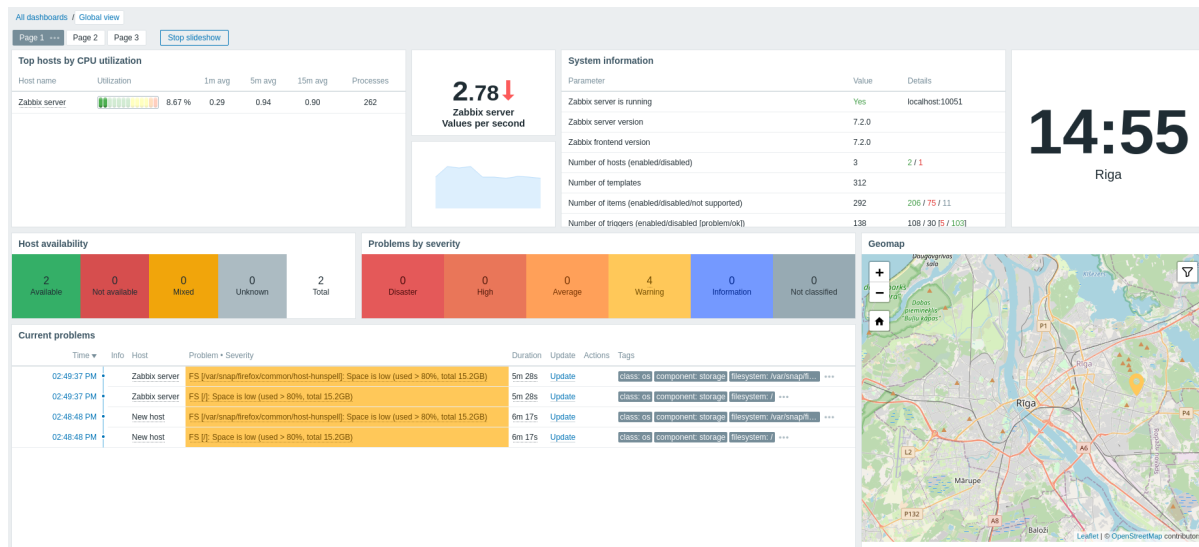 All dashboards / Global view
Page 1 ••• Page 2 Page 3 Stop slideshow
Top hosts by CPU utilization
Host name Utilization 1m avg 5m avg 15m avg Processes
Zabbix server 8.67 % 0.29 0.94 0.90 262
2.78
Zabbix server
Values per second
System information
Parameter Value Details
Zabbix server is running Yes localhost:10051
Zabbix server version 7.2.0
Zabbix frontend version 7.2.0
Number of hosts (enabled/disabled) 3 2 / 1
Number of templates 312
Number of items (enabled/disabled/not supported) 292 206 / 75 / 11
Number of triggers (enabled/disabled [problem/ok]) 138 108 / 30 [5 / 103]
14:55
Riga
Host availability
2 0 0 0 2
Available Not available Mixed Unknown Total
Problems by severity
0 0 0 4 0 0
Disaster High Average Warning Information Not classified
Current problems
Time ▼ Info Host Problem • Severity Duration Update Actions Tags
02:49:37 PM Zabbix server FS [/var/snap/firefox/common/host-hunspell]: Space is low (used > 80%, total 15.2GB) 5m 28s Update class: os component: storage filesystem: /var/snap/fi... •••
02:49:37 PM Zabbix server FS [/]: Space is low (used > 80%, total 15.2GB) 5m 28s Update class: os component: storage filesystem: / •••
02:48:48 PM New host FS [/var/snap/firefox/common/host-hunspell]: Space is low (used > 80%, total 15.2GB) 6m 17s Update class: os component: storage filesystem: /var/snap/fi... •••
02:48:48 PM New host FS [/]: Space is low (used > 80%, total 15.2GB) 6m 17s Update class: os component: storage filesystem: / •••
Geomap
+
−
Daugavgrīvas
sala
Dabas
piemineklis
"Buļļu kāpas"
P1
Rīga
P4
A6
L2
Mārupe
P132
A8
Baloži
Leaflet | © OpenStreetMap contributor